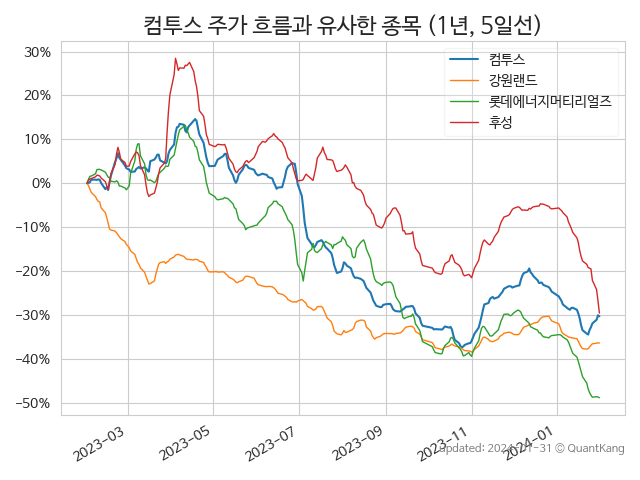 컴투스 주가 흐름과 유사한 종목 (1년, 5일선)
30%
20%
10%
0%
−10%
−20%
−30%
−40%
−50%
컴투스
강원랜드
롯데에너지머티리얼즈
후성
2023-03
2023-05
2023-07
2023-09
2023-11
2024-01
updated: 2024-01-31 © QuantKang